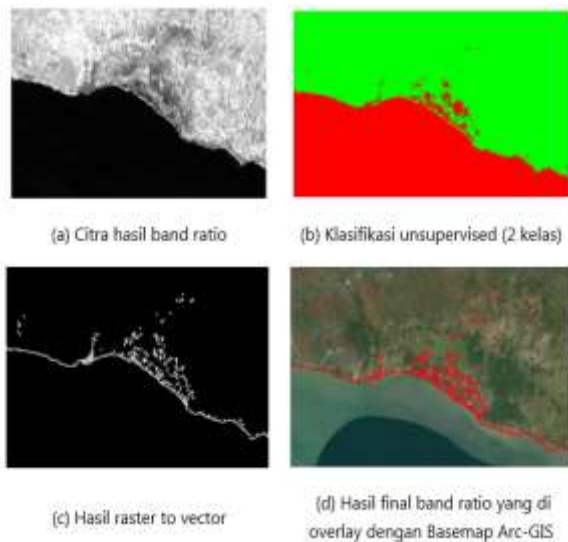 (a) Citra hasil band ratio
(b) Klasifikasi unsupervised (2 kelas)
(c) Hasil raster to vector
(d) Hasil final band ratio yang di
overlay dengan Basemap Arc-GIS